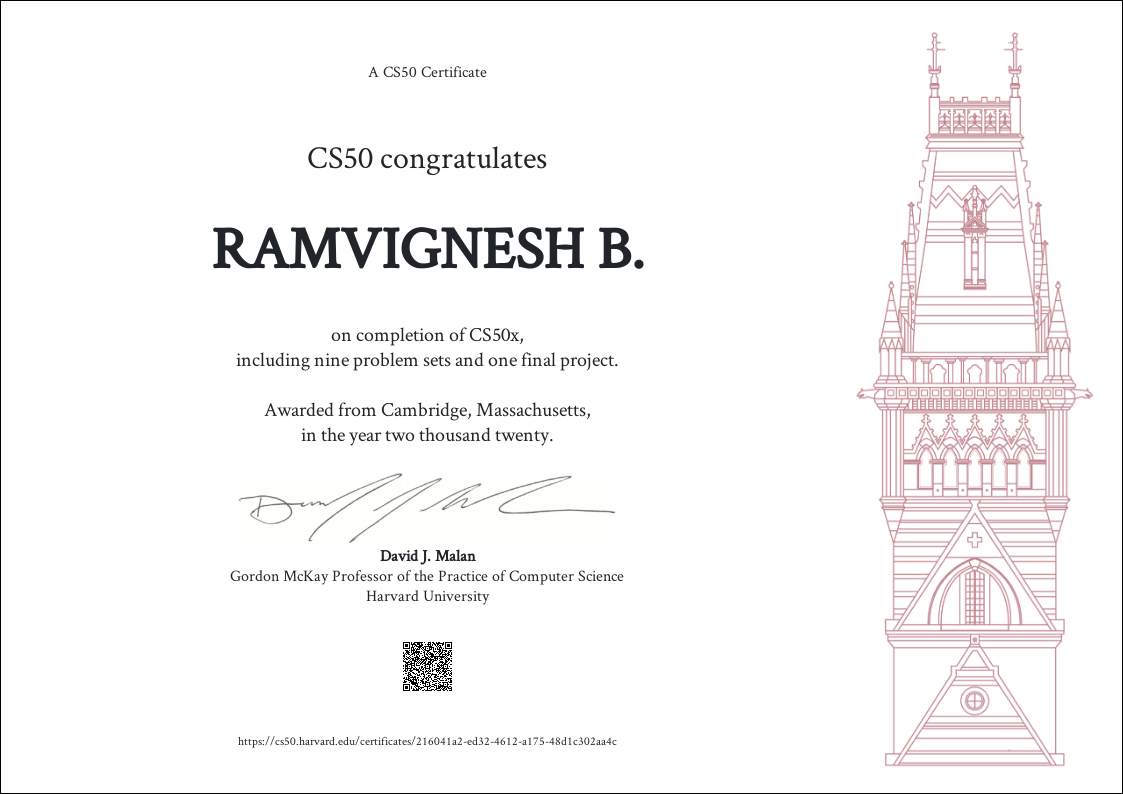 A CS50 Certificate
CS50 congratulates
RAMVIGNESH B.
on completion of CS50x,
including nine problem sets and one final project.
Awarded from Cambridge, Massachusetts,
in the year two thousand twenty.
David J. Malan
Gordon McKay Professor of the Practice of Computer Science
Harvard University
https://cs50.harvard.edu/certificates/216041a2-ed32-4612-a175-48d1c302aa4c